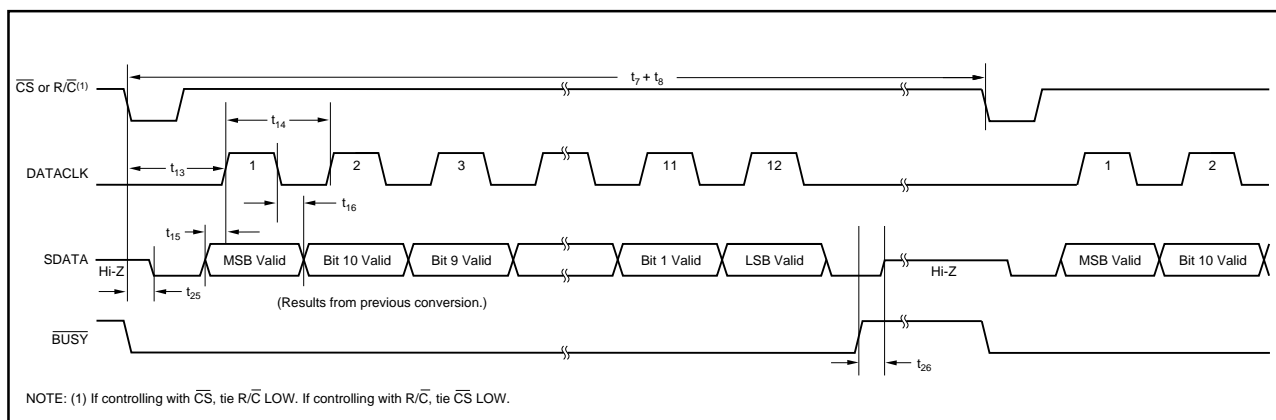 t7 + t8
CS or R/C(1)
t14
t13
1
2
3
11
12
1
2
DATACLK
t16
t15
SDATA
MSB Valid
Bit 10 Valid
Bit 9 Valid
Bit 1 Valid
LSB Valid
MSB Valid
Bit 10 Valid
Hi-Z
Hi-Z
t25
(Results from previous conversion.)
BUSY
t26
NOTE: (1) If controlling with CS, tie R/C LOW. If controlling with R/C, tie CS LOW.